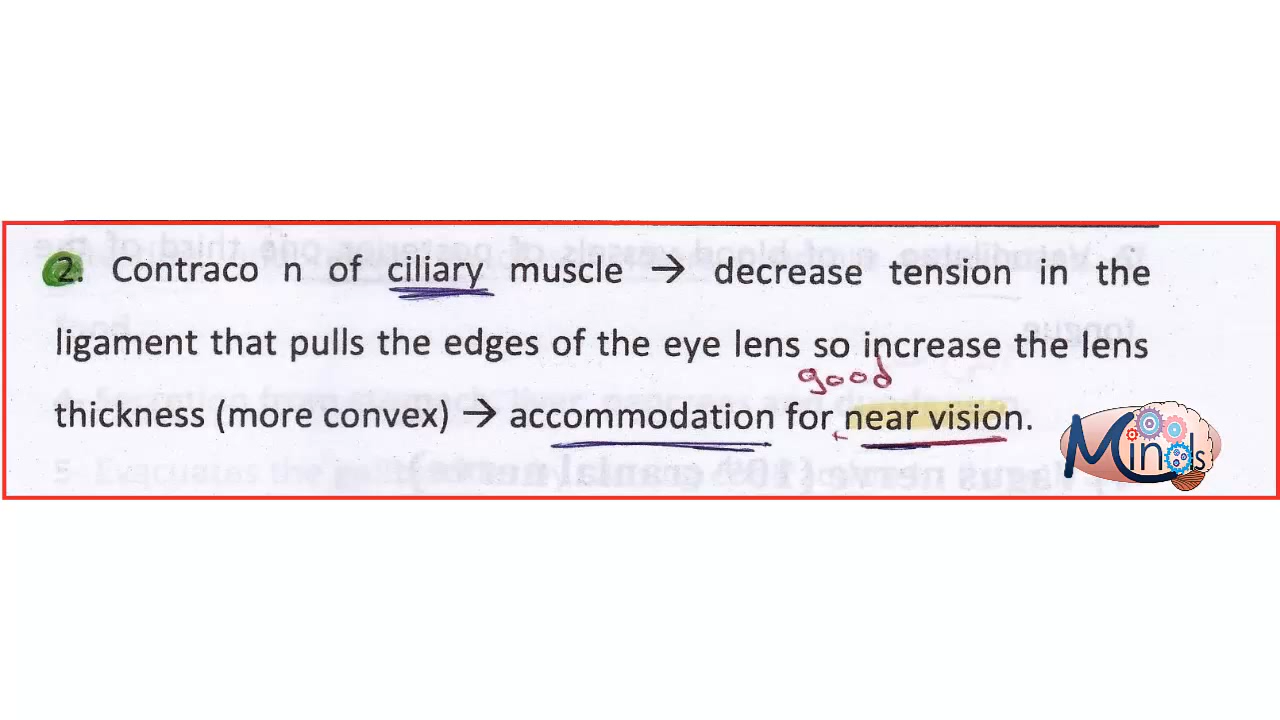 2. Contraco n of ciliary muscle → decrease tension in the
ligament that pulls the edges of the eye lens so increase the lens
good
thickness (more convex) → accommodation for near vision.
Minds